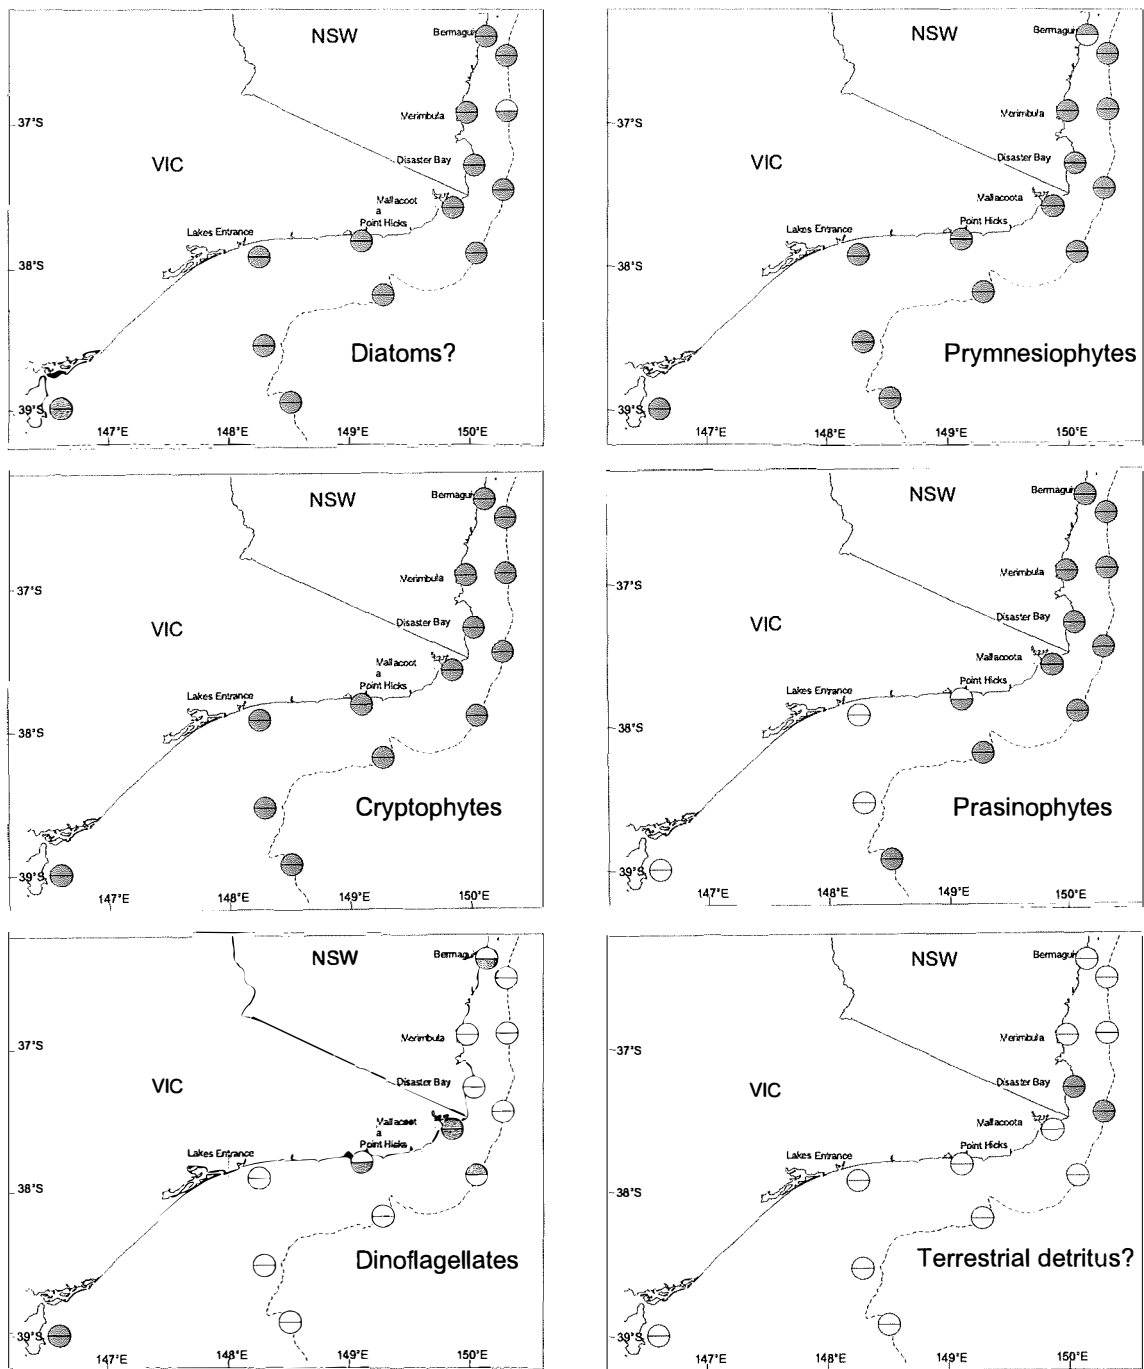 NSW
Bermagui
Merimbula
37°S
VIC
Disaster Bay
Mallacoot
a
Point Hicks
Lakes Entrance
38°S
Diatoms?
39°S
147°E 148°E 149°E 150°E
NSW
Bermagui
Merimbula
37°S
VIC
Disaster Bay
Mallacoota
Point Hicks
Lakes Entrance
38°S
Prymnesiophytes
39°S
147°E 148°E 149°E 150°E
NSW
Bermagui
Merimbula
37°S
VIC
Disaster Bay
Mallacoot
a
Point Hicks
Lakes Entrance
38°S
Cryptophytes
39°S
147°E 148°E 149°E 150°E
NSW
Bermagui
Merimbula
37°S
VIC
Disaster Bay
Mallacoota
Point Hicks
Lakes Entrance
38°S
Prasinophytes
39°S
147°E 148°E 149°E 150°E
NSW
Bermagui
Merimbula
37°S
VIC
Disaster Bay
Mallacoot
a
Point Hicks
Lakes Entrance
38°S
Dinoflagellates
39°S
147°E 148°E 149°E 150°E
NSW
Bermagui
Merimbula
37°S
VIC
Disaster Bay
Mallacoota
Point Hicks
Lakes Entrance
38°S
Terrestrial detritus?
39°S
147°E 148°E 149°E 150°E